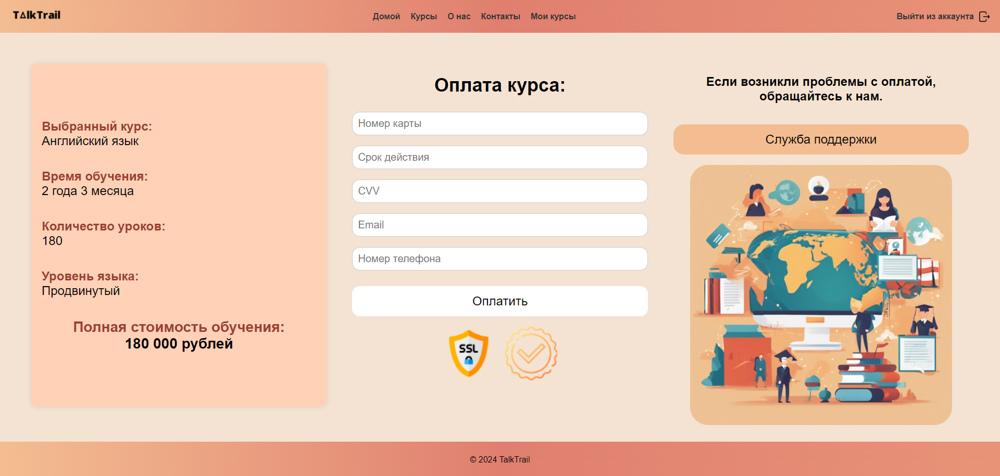 TalkTrail
Домой Курсы О нас Контакты Мои курсы
Выйти из аккаунта
Выбранный курс:
Английский язык
Время обучения:
2 года 3 месяца
Количество уроков:
180
Уровень языка:
Продвинутый
Полная стоимость обучения:
180 000 рублей
Оплата курса:
Номер карты
Срок действия
CVV
Email
Номер телефона
Оплатить
SSL
Если возникли проблемы с оплатой,
обращайтесь к нам.
Служба поддержки
© 2024 TalkTrail